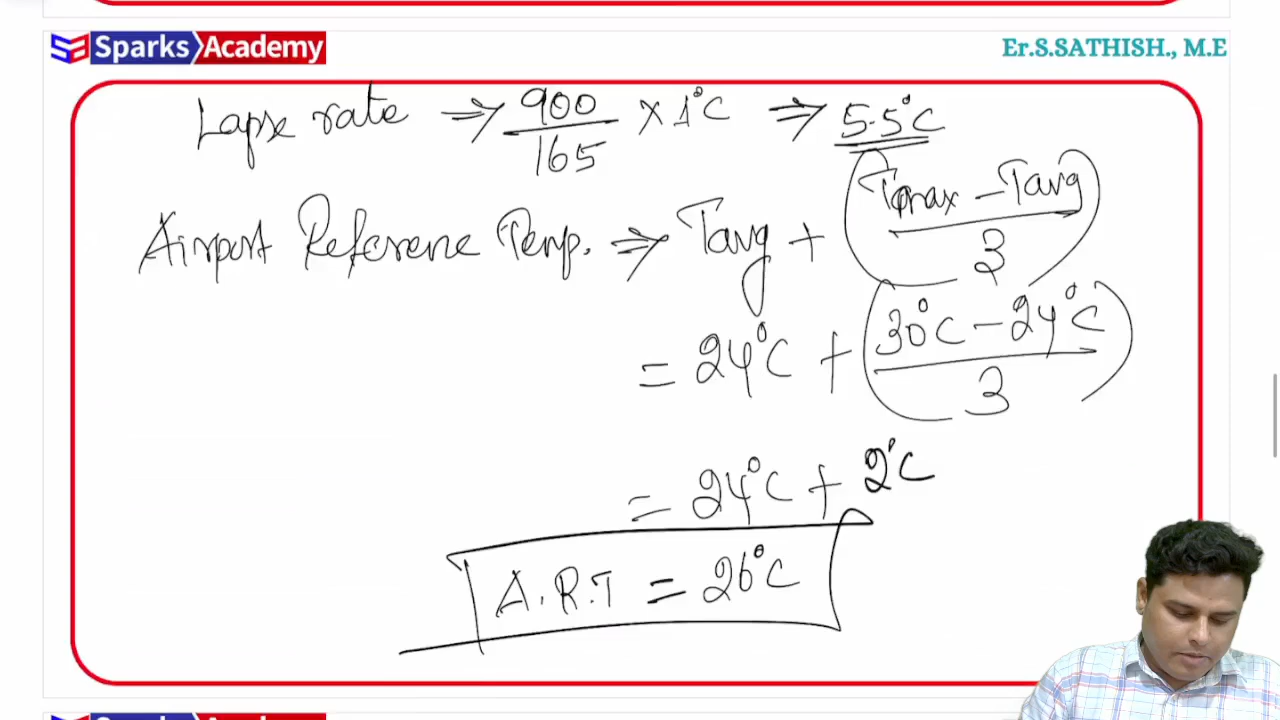 Sparks Academy
Er.S.SATHISH., M.E
Lapse rate ⇒ 900/165 × 1°C ⇒ 5.5°C
Airport Reference Temp. ⇒ Tavg + (Tmax - Tavg / 3)
= 24°C + (30°C - 24°C / 3)
= 24°C + 2°C
A.R.T = 26°C